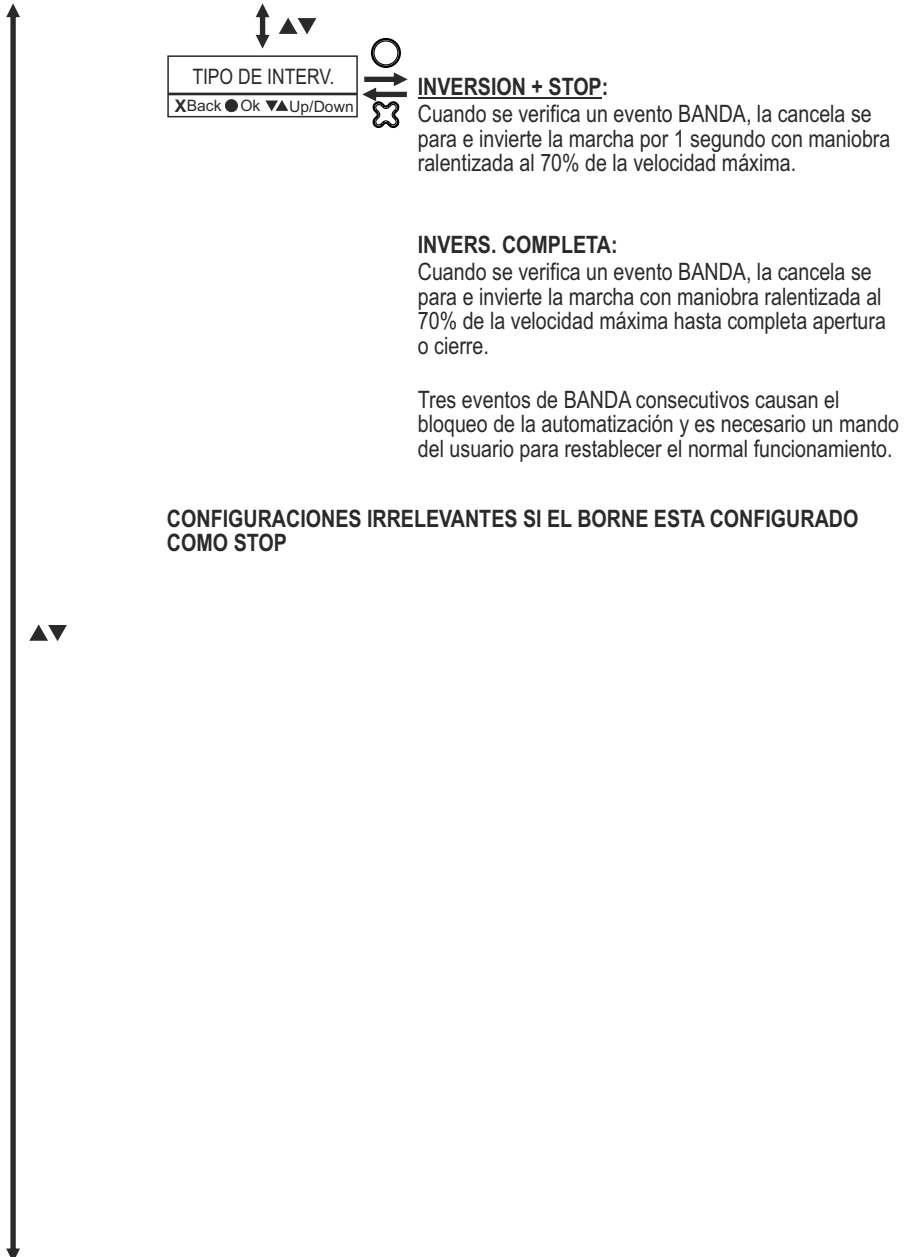 ▲▼
TIPO DE INTERV.
XBack ● Ok ▼▲Up/Down
INVERSION + STOP:
Cuando se verifica un evento BANDA, la cancela se
para e invierte la marcha por 1 segundo con maniobra
ralentizada al 70% de la velocidad máxima.
INVERS. COMPLETA:
Cuando se verifica un evento BANDA, la cancela se
para e invierte la marcha con maniobra ralentizada al
70% de la velocidad máxima hasta completa apertura
o cierre.
Tres eventos de BANDA consecutivos causan el
bloqueo de la automatización y es necesario un mando
del usuario para restablecer el normal funcionamiento.
CONFIGURACIONES IRRELEVANTES SI EL BORNE ESTA CONFIGURADO
COMO STOP
▲▼